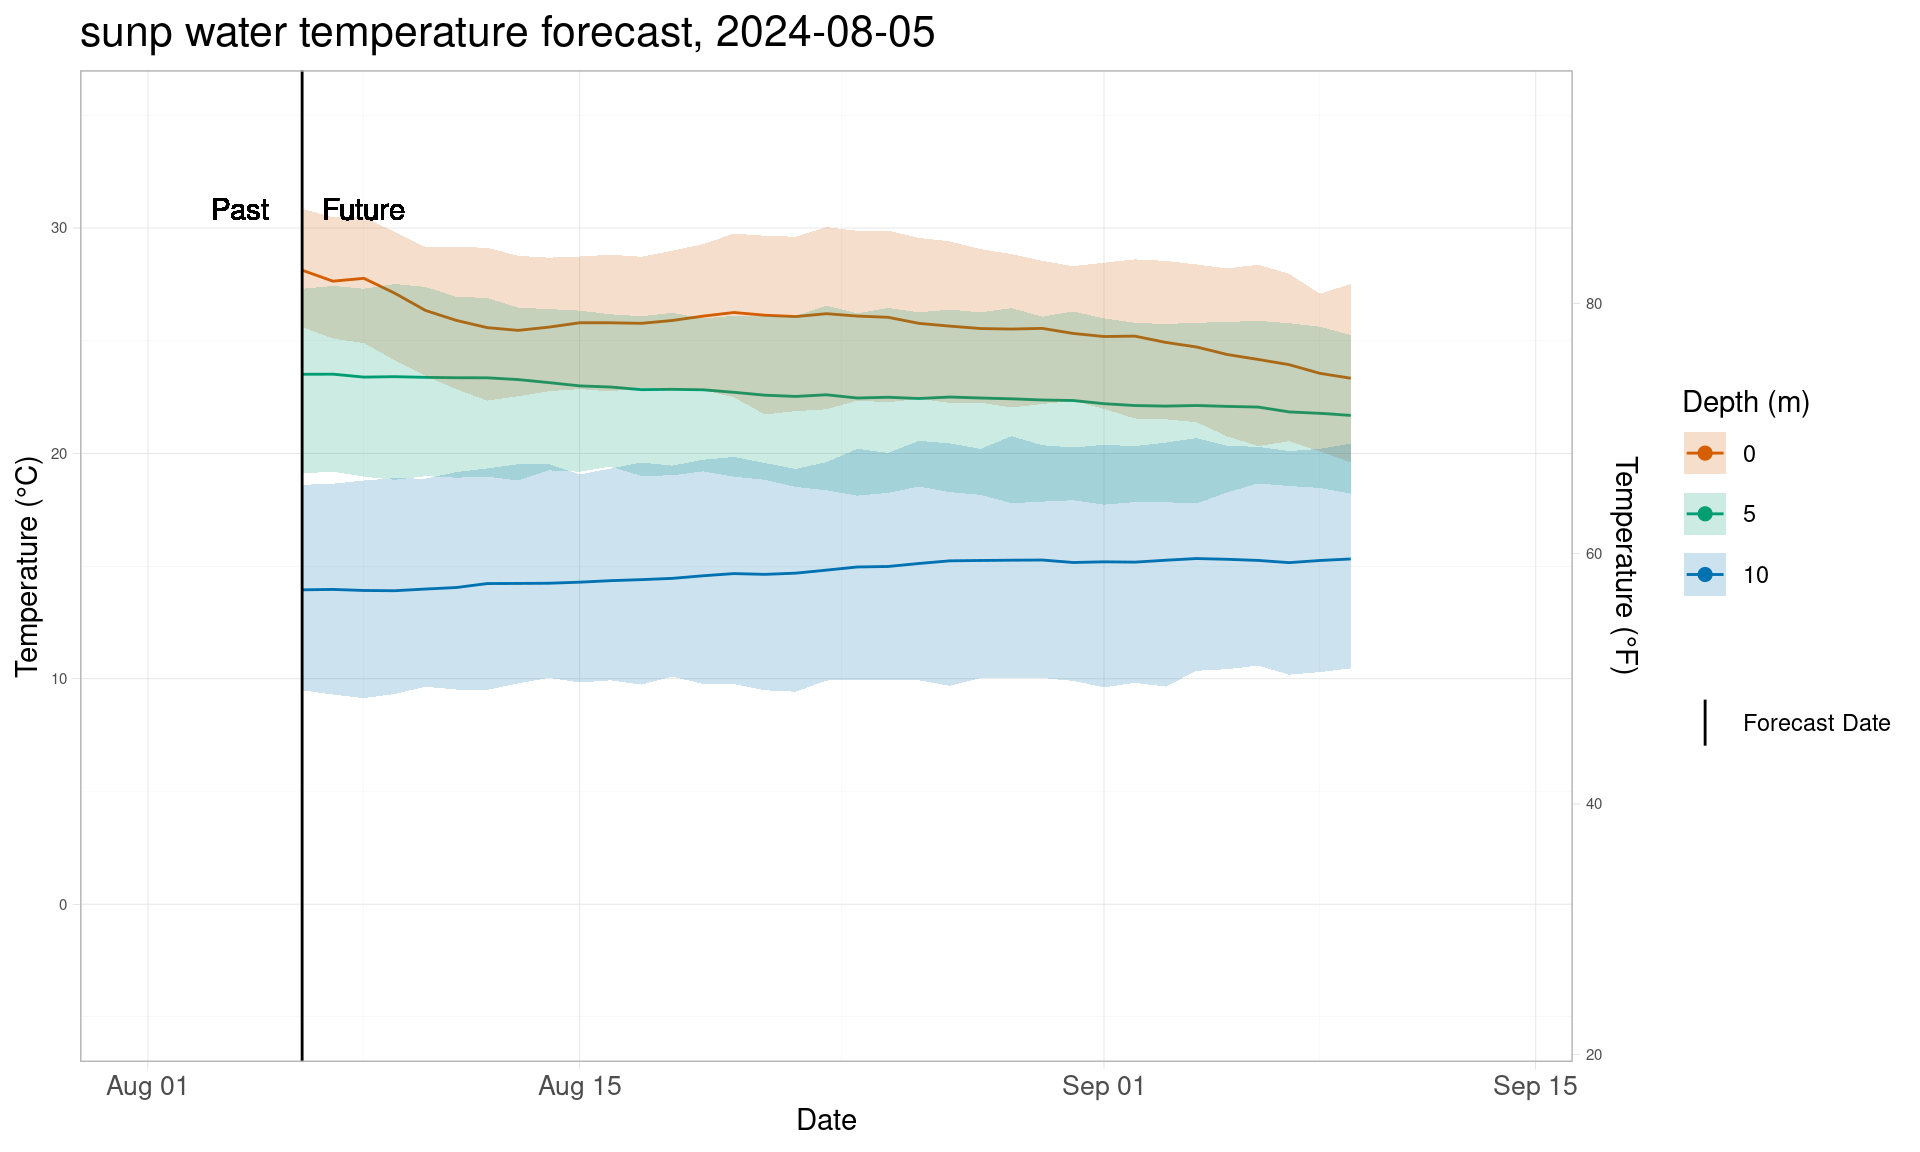 sunp water temperature forecast, 2024-08-05
Past
Future
30
20
10
0
Temperature (°C)
80
60
40
20
Temperature (°F)
Aug 01
Aug 15
Sep 01
Sep 15
Date
Depth (m)
0
5
10
Forecast Date